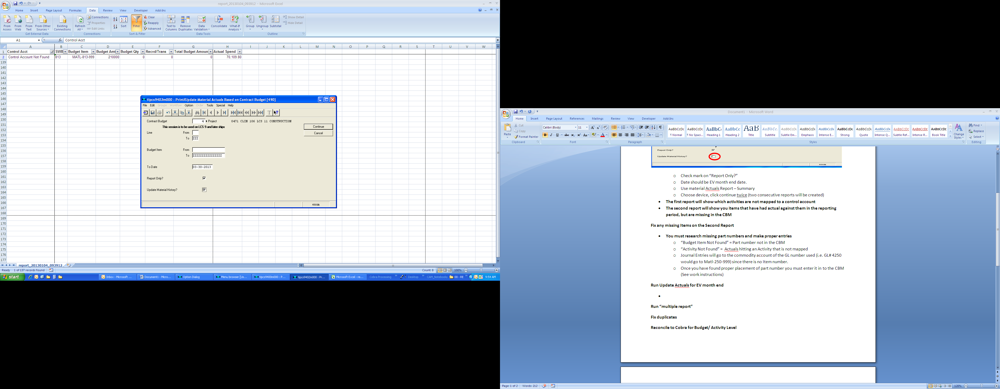 report_20130104_093912 - Microsoft Excel
Home Insert Page Layout Formulas Data Review View Developer Add-Ins
From Access From Web From Text From Other Sources Existing Connections Refresh All Connections Properties Edit Links Sort Filter Clear Reapply Advanced Text to Columns Remove Duplicates Data Validation Consolidate What-If Analysis Group Ungroup Subtotal Show Detail Hide Detail
Get External Data Connections Sort & Filter Data Tools Outline
A1 fx Control Acct
A B C D E F G H I J K L M N O P Q R S T U V W
1 Control Acct SWB Budget Item Budget Amt Budget Qty Recvd/Trans Total Budget Amoun Actual Spend
2 Control Account Not Found 813 MATL-813-999 210000 0 0 0 70,109.80
139
140
141
142
143
144
145
146
147
148
149
150
151
152
153
154
155
156
157
158
159
160
161
162
163
164
165
166
167
168
169
170
171
172
173
174
175
176
177
tipcs9402m000 : Print/Update Material Actuals Based on Contract Budget [490]
File Edit Groups Workflow Option Order Tools Special Help
Contract Budget 4 Project 0471 CLIN 106 LCS 11 CONSTRUCTION
This session is to be used on LCS 9 and later ships
Continue
Line From
Cancel
To ZZZ
Budget Item From
To ZZZZZZZZZZZZZZZZ
To Date 03-30-2013
Report Only?
Update Material History?
enum
report_20130104_093912
Ready 1 of 137 records found Count: 8 100%
start Inbox - Microsoft ... Document1 - Micro... Option Dialog Menu browser [Us... tipcs9400m000 : P... tipcs9402m000 : Pr... Microsoft Excel - re... Cobra Processing Desktop CAM_Notebooks 00 - RE 9:54 AM
Document1 - Microsoft Word
Home Insert Page Layout References Mailings Review View Developer Add-Ins
Paste Cut Copy Format Painter Calibri (Body) 11
AaBbCcDc ¶ Normal AaBbCcDc ¶ No Spaci... AaBbC Heading 1 AaBbCc Heading 2 AaB Title AaBbCc. Subtitle AaBbCcDc Subtle Em... AaBbCcDc Emphasis AaBbCcDc Intense E... AaBbCcDc Strong AaBbCcDc Quote AaBbCcDc Intense Q... AaBbCcDc Subtle Ref... AaBbCcDc Intense R... AaBbCcDc Book Title Change Styles Find Replace Select
Clipboard Font Paragraph Styles Editing
Report Only?
Update Material History?
enum
o Check mark on “Report Only?”
o Date should be EV month end date.
o Use material Actuals Report – Summary
o Choose device, click continue twice (two consecutive reports will be created)
• The first report will show which activities are not mapped to a control account
• The second report will show you items that have had actual against them in the reporting
period, but are missing in the CBM
Fix any missing Items on the Second Report
• You must research missing part numbers and make proper entries
o “Budget Item Not Found” = Part number not in the CBM
o “Activity Not Found” = Actuals hitting an Activity that is not mapped
o Journal Entries will go to the commodity account of the GL number used (i.e. GL# 4250
would go to Matl-250-999) since there is no Item number.
o Once you have found proper placement of part number you must enter it in to the CBM
(See work instructions)
Run Update Actuals for EV month end
•
Run “multiple report”
Fix duplicates
Reconcile to Cobra for Budget/ Activity Level
Page: 1 of 2 Words: 212 120%